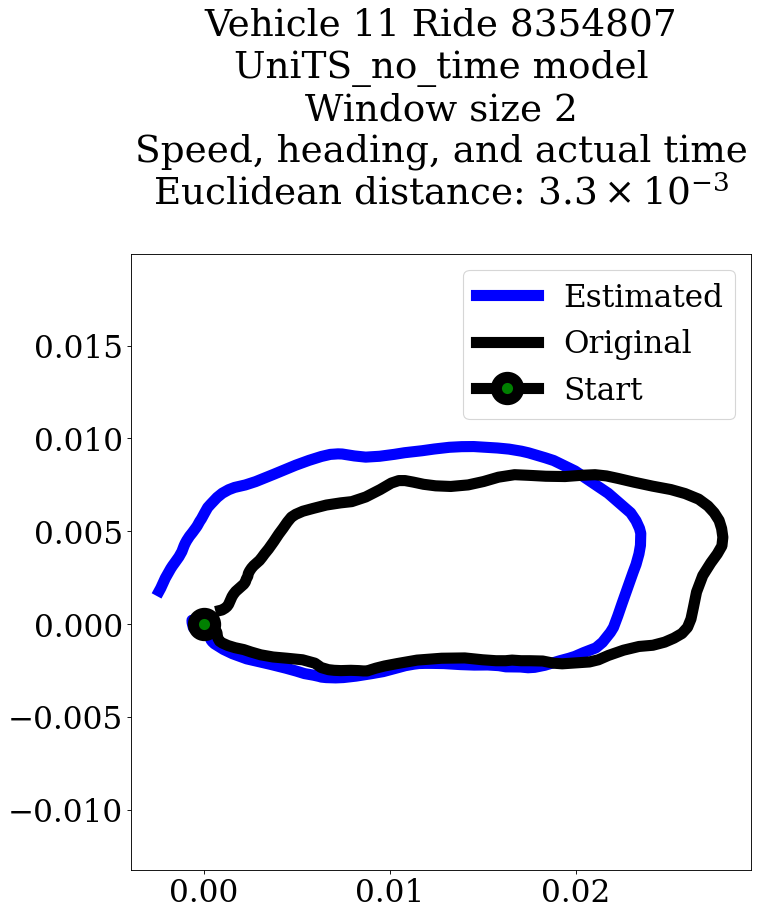 Vehicle 11 Ride 8354807
UniTS_no_time model
Window size 2
Speed, heading, and actual time
Euclidean distance: 3.3 × 10⁻³
Estimated
Original
Start
0.015
0.010
0.005
0.000
−0.005
−0.010
0.00 0.01 0.02